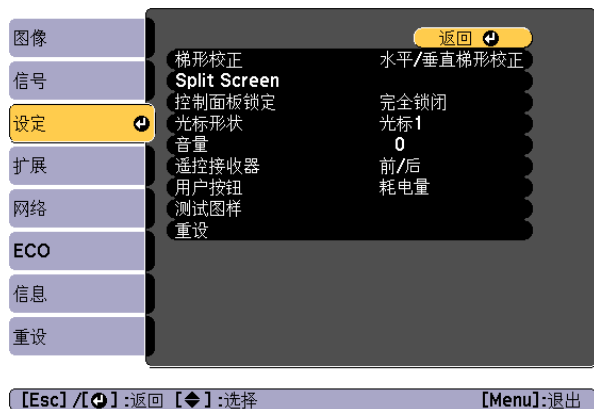 图像
信号
设定
扩展
网络
ECO
信息
重设
返回
梯形校正 水平/垂直梯形校正
Split Screen
控制面板锁定 完全锁闭
光标形状 光标1
音量 0
遥控接收器 前/后
用户按钮 耗电量
测试图样
重设
[Esc] /[⏎] :返回 [◆] :选择 [Menu]:退出